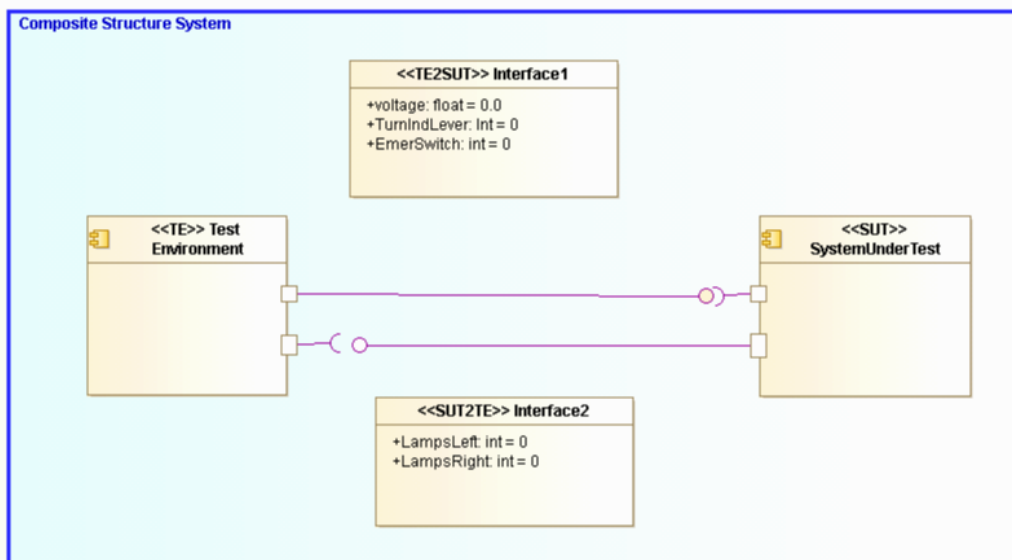 Composite Structure System
<<TE2SUT>> Interface1
+voltage: float = 0.0
+TurnIndLever: Int = 0
+EmerSwitch: int = 0
<<TE>> Test
Environment
<<SUT>>
SystemUnderTest
<<SUT2TE>> Interface2
+LampsLeft: int = 0
+LampsRight: int = 0